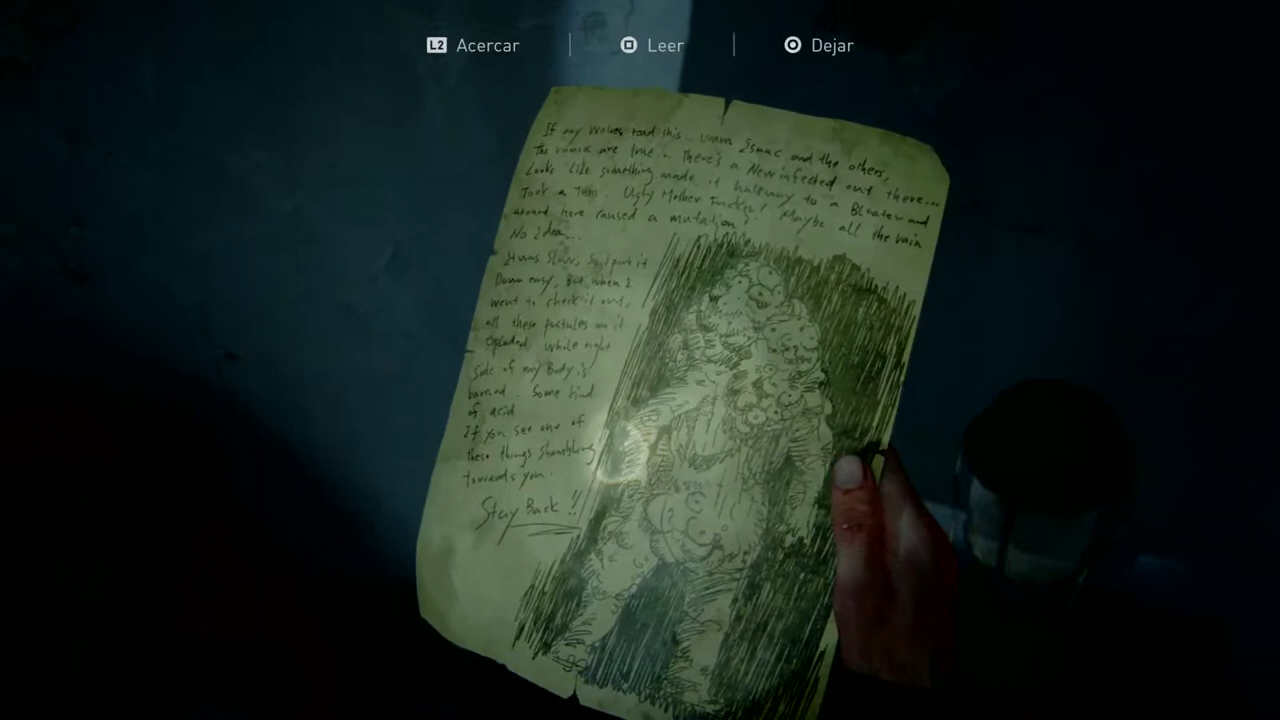 L2 Acercar
Leer
Dejar
If any wolves read this... warn Isaac and the others,
The rumors are true... There's a New infected out there...
Looks like something made it halfway to a Bloater and
Took a Turn. Ugly Mother Fucker! Maybe all the rain
around here caused a mutation?
No Idea...
It was slow, so I put it
Down easy, But when I
went to check it out,
all these pustules on it
Exploded. Whole right
Side of my Body is
burned. Some kind
of acid
If you see one of
these things shambling
towards you.
Stay Back!!